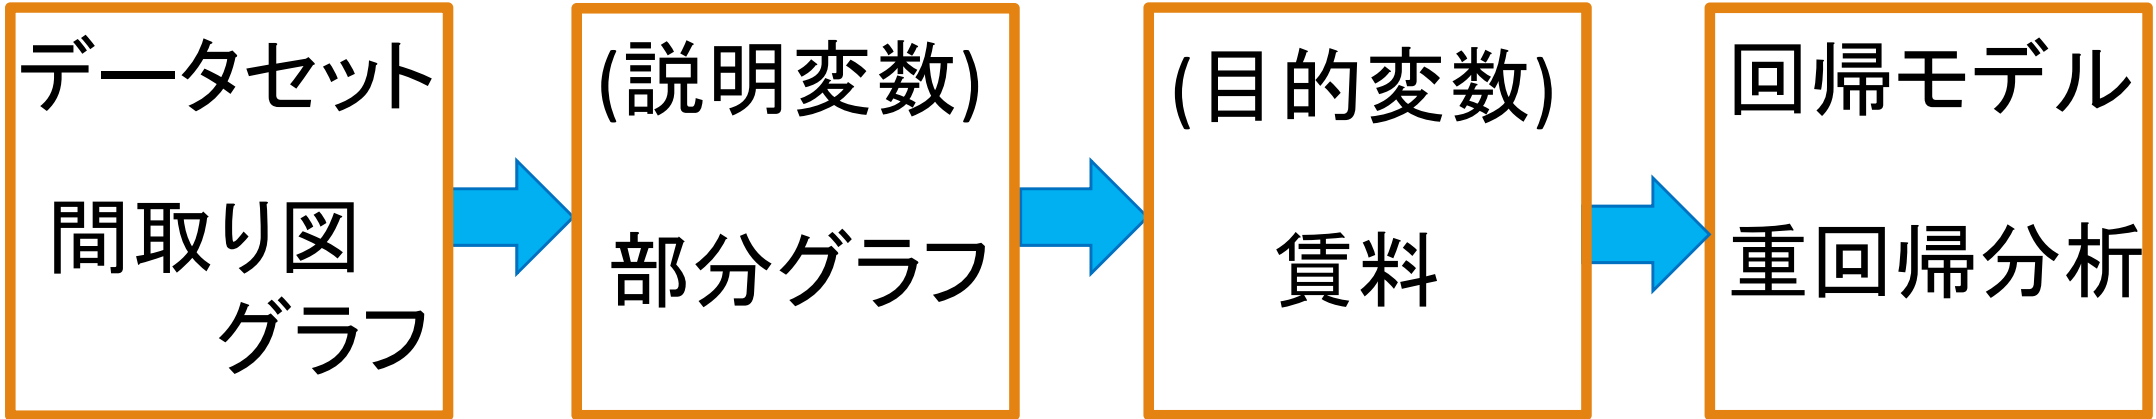 データセット
間取り図
グラフ
(説明変数)
部分グラフ
(目的変数)
賃料
回帰モデル
重回帰分析